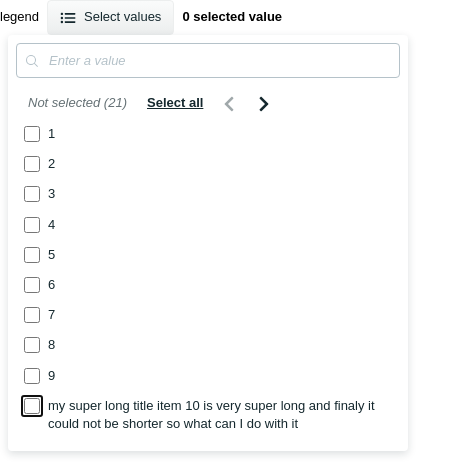 legend Select values 0 selected value
Enter a value
Not selected (21) Select all
1
2
3
4
5
6
7
8
9
my super long title item 10 is very super long and finaly it
could not be shorter so what can I do with it